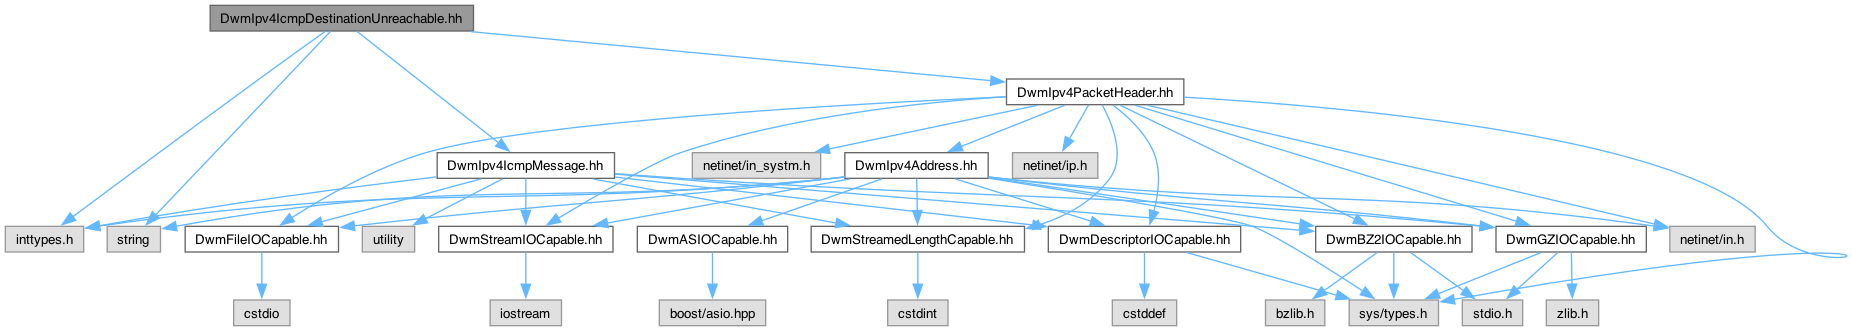 DwmIpv4IcmpDestinationUnreachable.hh
DwmIpv4PacketHeader.hh
DwmIpv4IcmpMessage.hh
netinet/in_systm.h
DwmIpv4Address.hh
netinet/ip.h
inttypes.h
string
DwmFileIOCapable.hh
utility
DwmStreamIOCapable.hh
DwmASIOCapable.hh
DwmStreamedLengthCapable.hh
DwmDescriptorIOCapable.hh
DwmBZ2IOCapable.hh
DwmGZIOCapable.hh
netinet/in.h
cstdio
iostream
boost/asio.hpp
cstdint
cstddef
bzlib.h
sys/types.h
stdio.h
zlib.h